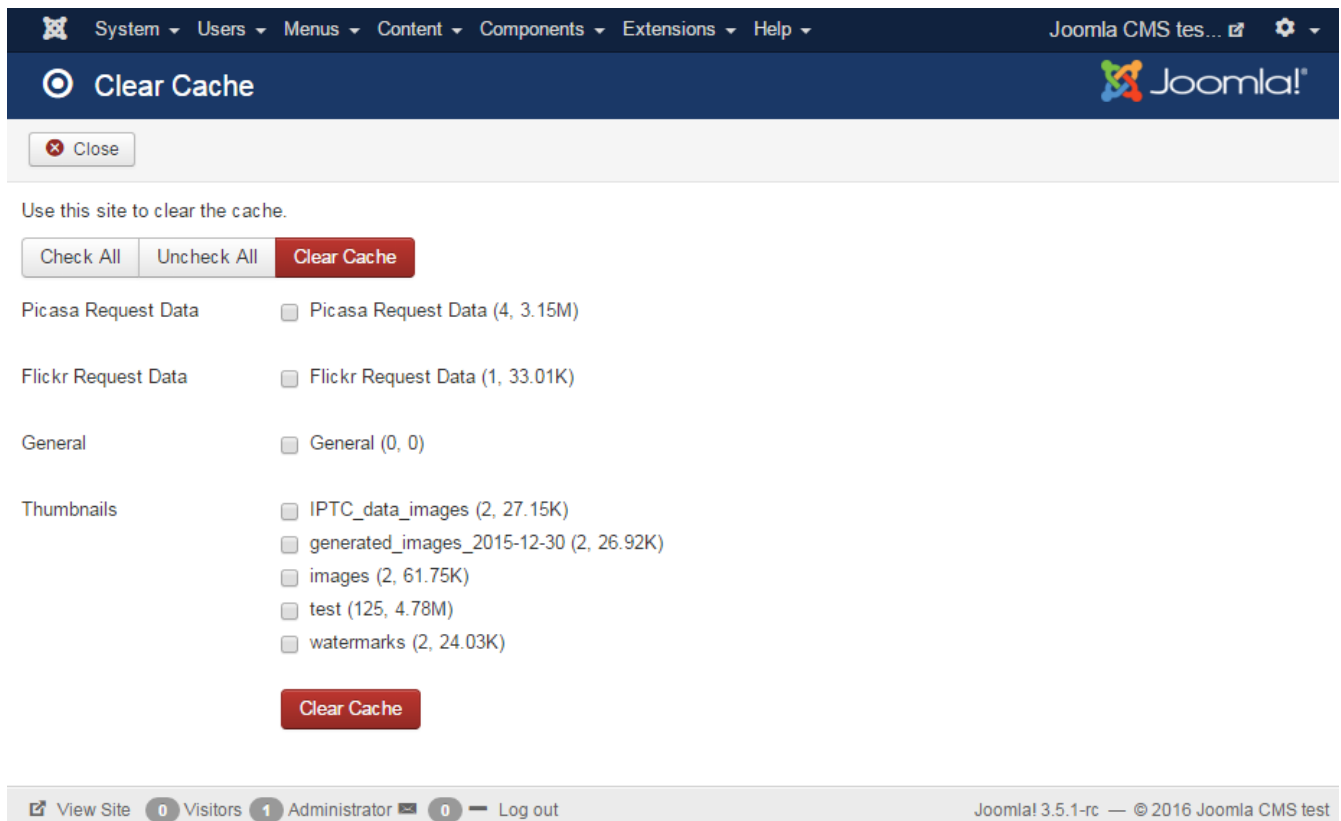 System Users Menus Content Components Extensions Help Joomla CMS tes...
Clear Cache Joomla!®
Close
Use this site to clear the cache.
Check All Uncheck All Clear Cache
Picasa Request Data Picasa Request Data (4, 3.15M)
Flickr Request Data Flickr Request Data (1, 33.01K)
General General (0, 0)
Thumbnails IPTC_data_images (2, 27.15K)
generated_images_2015-12-30 (2, 26.92K)
images (2, 61.75K)
test (125, 4.78M)
watermarks (2, 24.03K)
Clear Cache
View Site 0 Visitors 1 Administrator 0 Log out Joomla! 3.5.1-rc — © 2016 Joomla CMS test